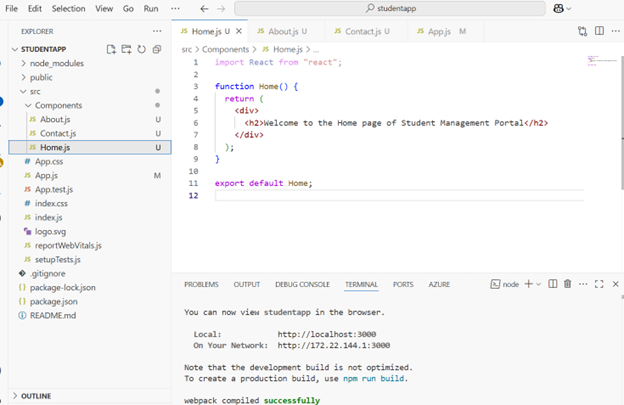 File Edit Selection View Go Run ··· studentapp
EXPLORER ···
STUDENTAPP
node_modules
public
src
Components
JS About.js U
JS Contact.js U
JS Home.js U
# App.css
JS App.js M
JS App.test.js
# index.css
JS index.js
logo.svg
JS reportWebVitals.js
JS setupTests.js
.gitignore
{} package-lock.json
{} package.json
README.md
OUTLINE
JS Home.js U × JS About.js U JS Contact.js U JS App.js M
src > Components > JS Home.js > ...
1 import React from "react";
2
3 function Home() {
4 return (
5 <div>
6 <h2>Welcome to the Home page of Student Management Portal</h2>
7 </div>
8 );
9 }
10
11 export default Home;
12
PROBLEMS OUTPUT DEBUG CONSOLE TERMINAL PORTS AZURE node
You can now view studentapp in the browser.
Local: http://localhost:3000
On Your Network: http://172.22.144.1:3000
Note that the development build is not optimized.
To create a production build, use npm run build.
webpack compiled successfully